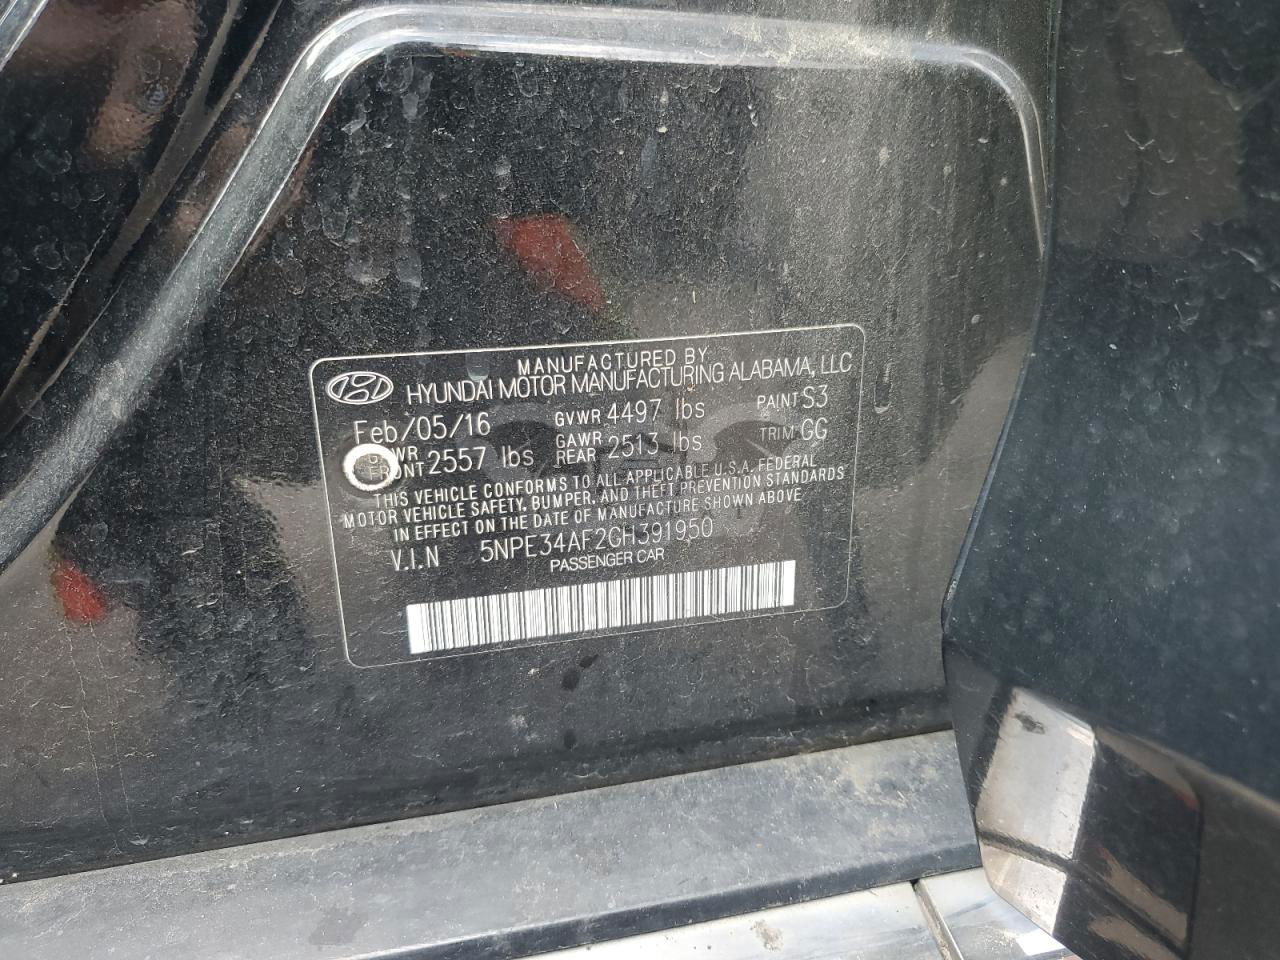 MANUFACTURED BY
HYUNDAI MOTOR MANUFACTURING ALABAMA, LLC
Feb/05/16 GVWR 4497 lbs PAINT S3
GAWR FRONT 2557 lbs GAWR REAR 2513 lbs TRIM GG
THIS VEHICLE CONFORMS TO ALL APPLICABLE U.S.A. FEDERAL
MOTOR VEHICLE SAFETY, BUMPER, AND THEFT PREVENTION STANDARDS
IN EFFECT ON THE DATE OF MANUFACTURE SHOWN ABOVE
V.I.N 5NPE34AF2GH391950
PASSENGER CAR